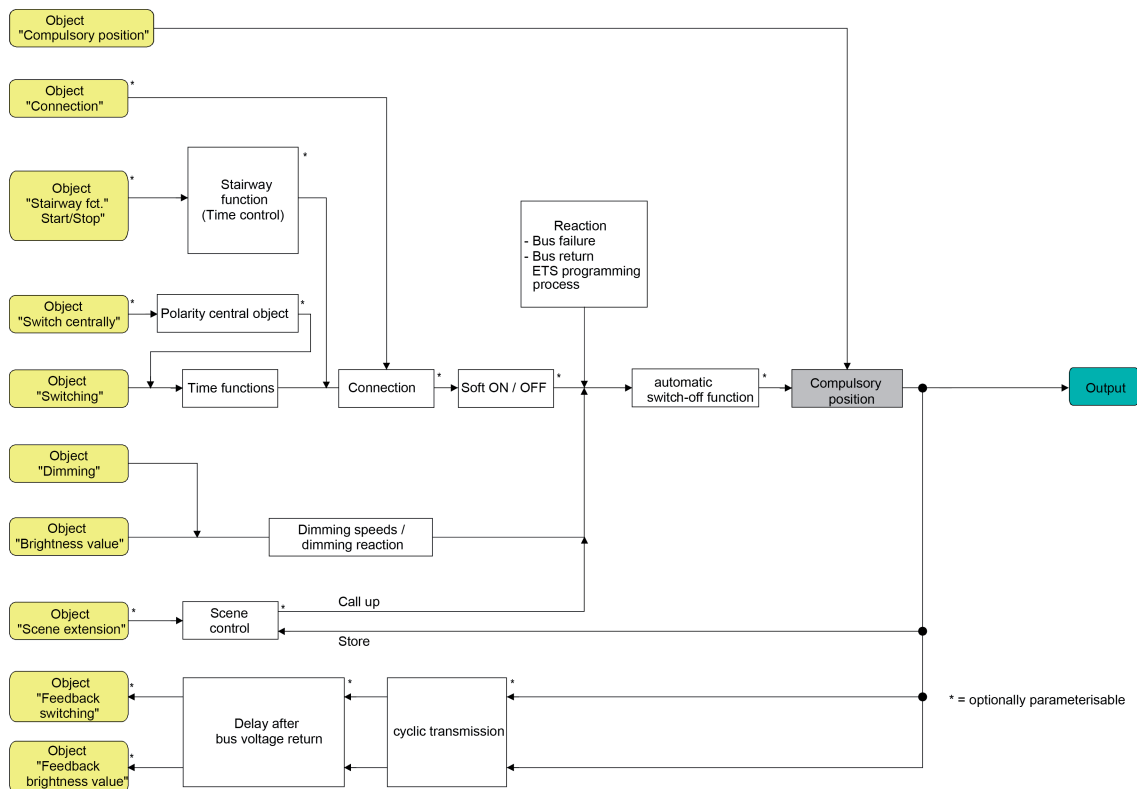 Object
"Compulsory position"
*
Object
"Connection"
*
Object
"Stairway fct."
Start/Stop"
*
Stairway
function
(Time control)
*
Reaction
- Bus failure
- Bus return
ETS programming
process
Object
"Switch centrally"
*
Polarity central object
*
Object
"Switching"
Time functions
Connection
*
Soft ON / OFF
*
automatic
switch-off function
*
Compulsory
position
Output
Object
"Dimming"
Object
"Brightness value"
Dimming speeds /
dimming reaction
Object
"Scene extension"
*
Scene
control
*
Call up
Store
Object
"Feedback
switching"
*
Object
"Feedback
brightness value"
*
Delay after
bus voltage return
*
cyclic transmission
*
* = optionally parameterisable